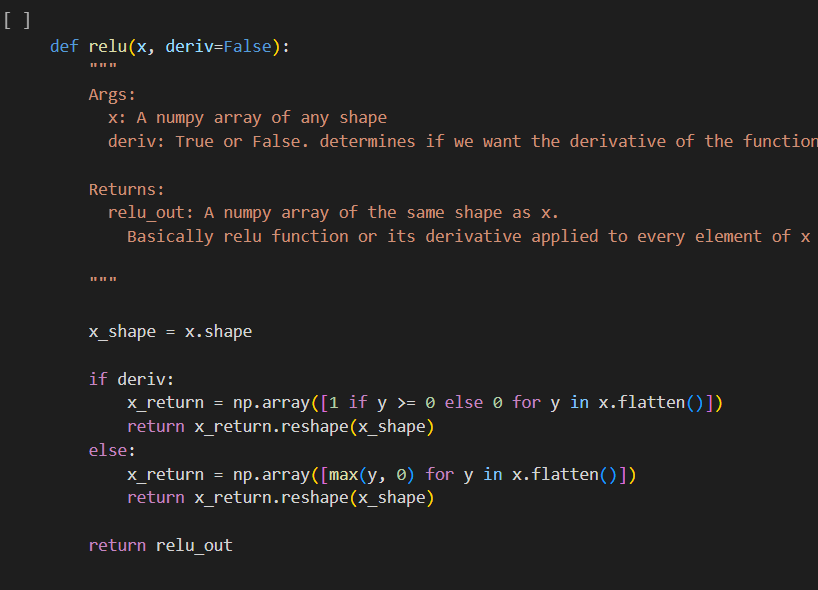 [ ]
def relu(x, deriv=False):
"""
Args:
x: A numpy array of any shape
deriv: True or False. determines if we want the derivative of the function
Returns:
relu_out: A numpy array of the same shape as x.
Basically relu function or its derivative applied to every element of x
"""
x_shape = x.shape
if deriv:
x_return = np.array([1 if y >= 0 else 0 for y in x.flatten()])
return x_return.reshape(x_shape)
else:
x_return = np.array([max(y, 0) for y in x.flatten()])
return x_return.reshape(x_shape)
return relu_out